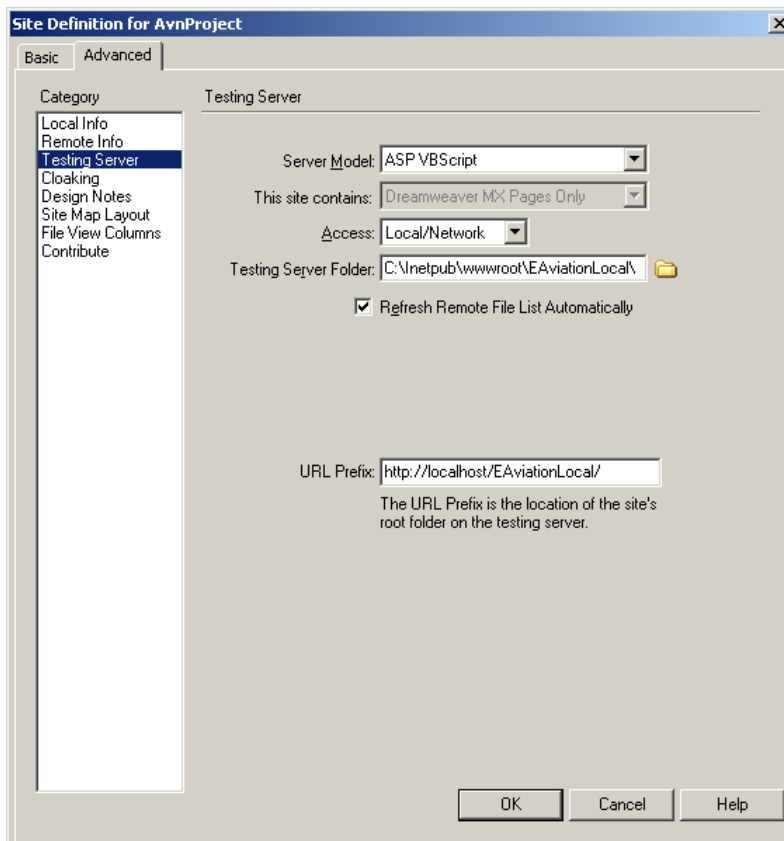 Site Definition for AvnProject
Basic
Advanced
Category
Local Info
Remote Info
Testing Server
Cloaking
Design Notes
Site Map Layout
File View Columns
Contribute
Testing Server
Server Model: ASP VBScript
This site contains: Dreamweaver MX Pages Only
Access: Local/Network
Testing Server Folder: C:\Inetpub\wwwroot\EAviationLocal\
Refresh Remote File List Automatically
URL Prefix: http://localhost/EAviationLocal/
The URL Prefix is the location of the site's
root folder on the testing server.
OK
Cancel
Help